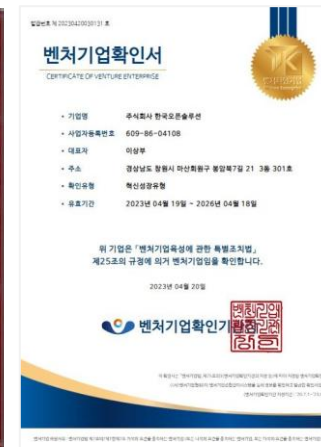 발급번호 제 20230420030131 호
벤처기업확인서
CERTIFICATE OF VENTURE ENTERPRISE
• 기업명 주식회사 한국오픈솔루션
• 사업자등록번호 609-86-04108
• 대표자 이상부
• 주소 경상남도 창원시 마산회원구 봉암북7길 21 3동 301호
• 확인유형 혁신성장유형
• 유효기간 2023년 04월 19일 ~ 2026년 04월 18일
위 기업은 「벤처기업육성에 관한 특별조치법」
제25조의 규정에 의거 벤처기업임을 확인합니다.
2023년 04월 20일
벤처기업확인기관장